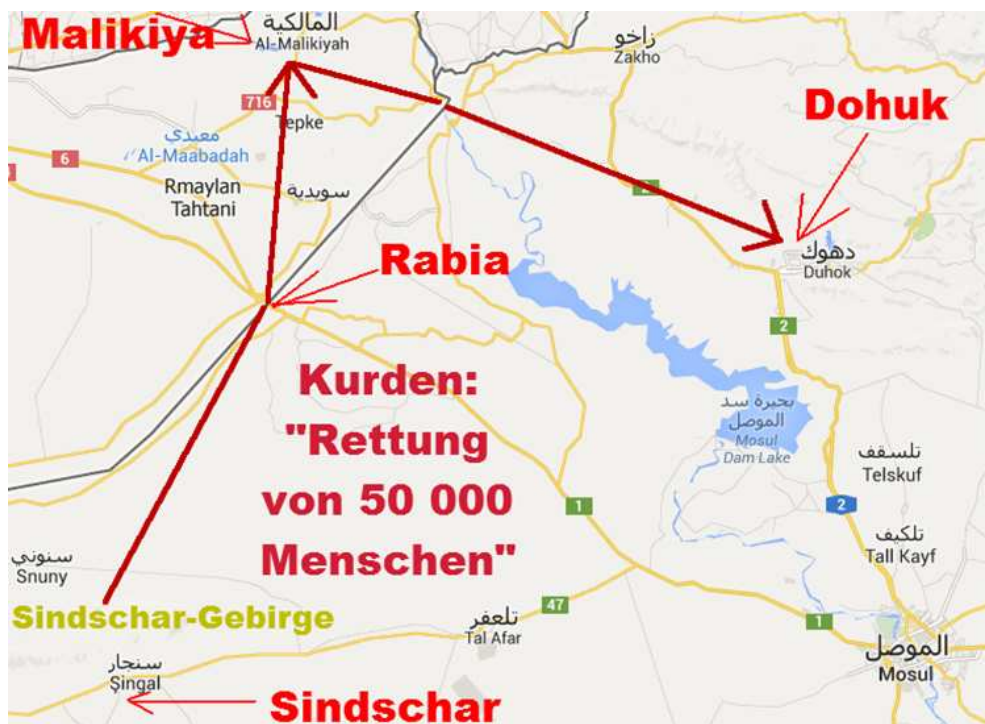 Malikiya
المالكية
Al-Malikiyah
زاخو
Zakho
716
Tepke
Dohuk
معبدي
Al-Maabadah
6
2
Rmaylan
Tahtani
سويدية
دهوك
Duhok
Rabia
2
Kurden:
"Rettung
von 50 000
Menschen"
بحيرة سد
الموصل
Mosul
Dam Lake
تلسقف
Telskuf
1
2
سنوني
Snuny
تلكيف
Tall Kayf
Sindschar-Gebirge
47
تلعفر
Tal Afar
1
الموصل
Mosul
سنجار
Şingal
Sindschar